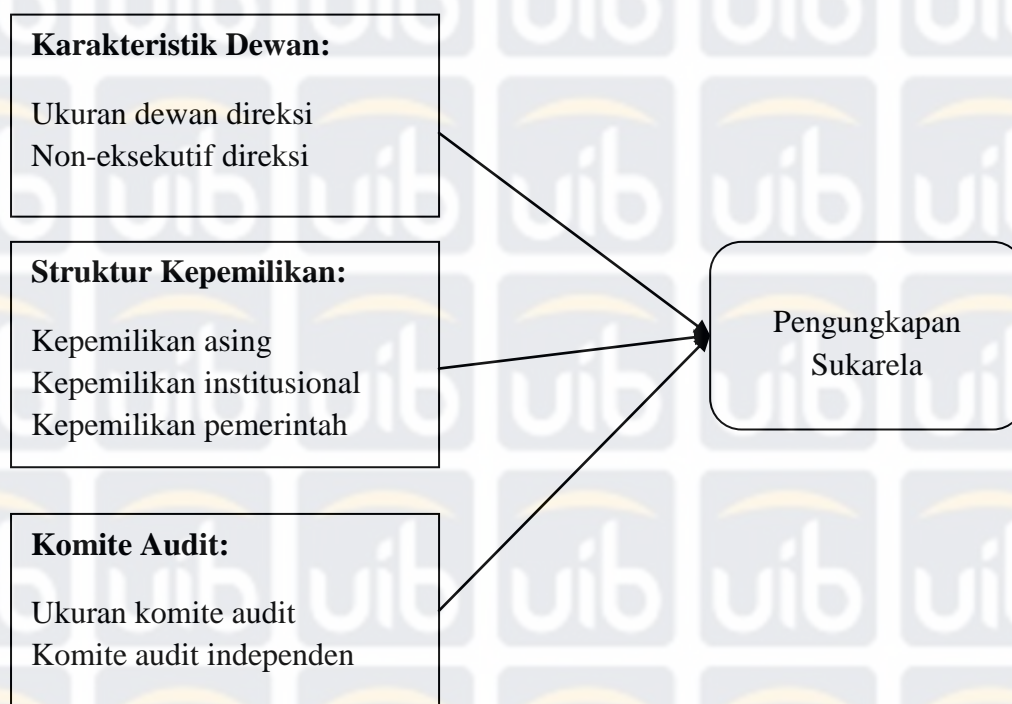 Karakteristik Dewan:
Ukuran dewan direksi
Non-eksekutif direksi
Struktur Kepemilikan:
Kepemilikan asing
Kepemilikan institusional
Kepemilikan pemerintah
Pengungkapan
Sukarela
Komite Audit:
Ukuran komite audit
Komite audit independen
uib